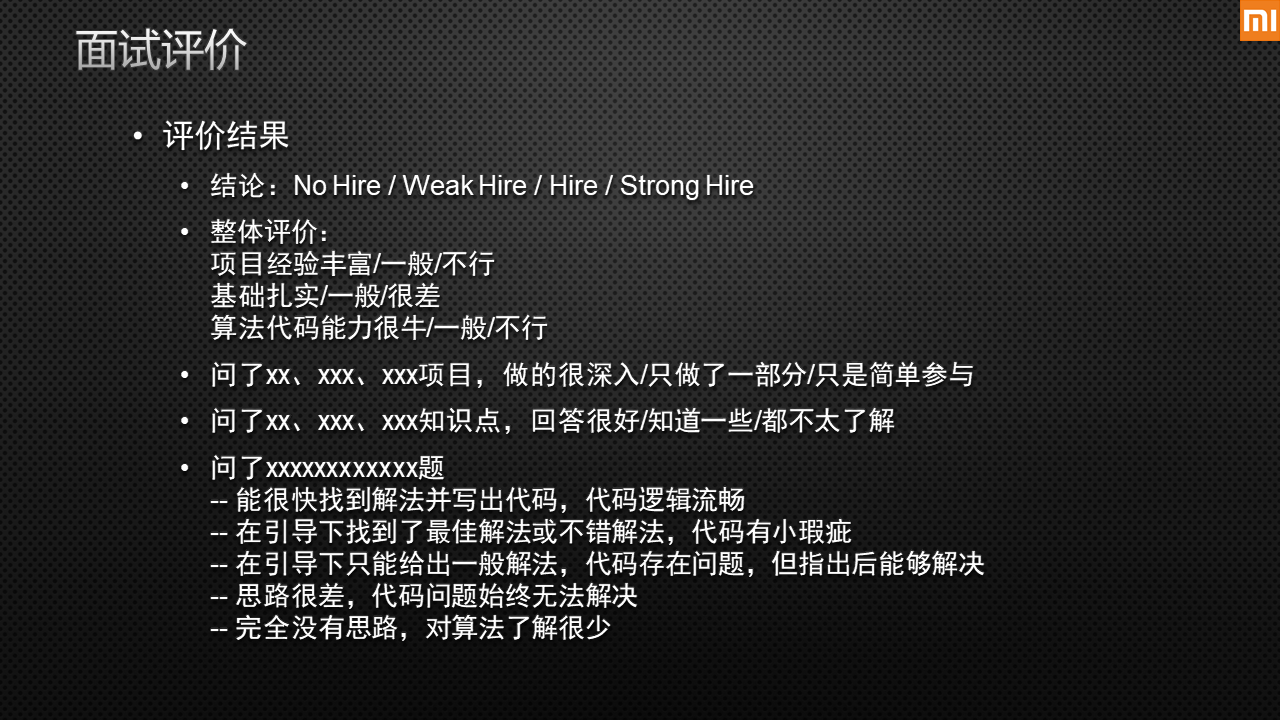 面试评价
mi
• 评价结果
• 结论：No Hire / Weak Hire / Hire / Strong Hire
• 整体评价：
项目经验丰富/一般/不行
基础扎实/一般/很差
算法代码能力很牛/一般/不行
• 问了xx、xxx、xxx项目，做的很深入/只做了一部分/只是简单参与
• 问了xx、xxx、xxx知识点，回答很好/知道一些/都不太了解
• 问了xxxxxxxxxxxxx题
-- 能很快找到解法并写出代码，代码逻辑流畅
-- 在引导下找到了最佳解法或不错解法，代码有小瑕疵
-- 在引导下只能给出一般解法，代码存在问题，但指出后能够解决
-- 思路很差，代码问题始终无法解决
-- 完全没有思路，对算法了解很少